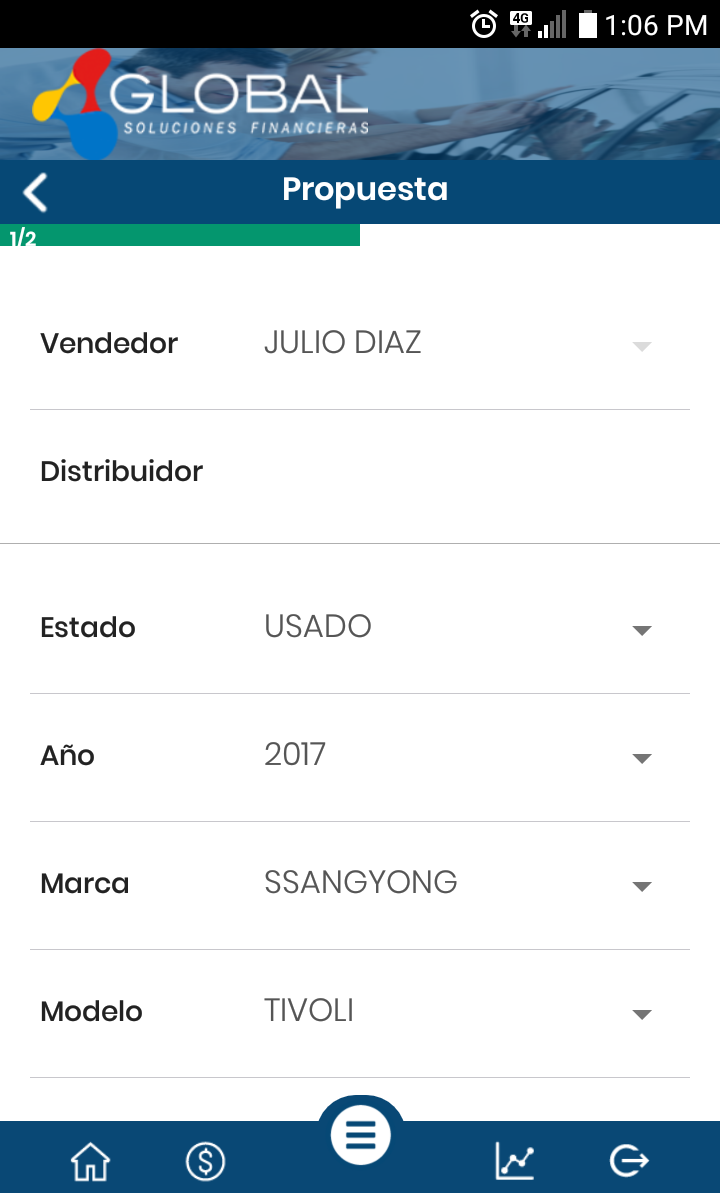 4G
1:06 PM
GLOBAL
SOLUCIONES FINANCIERAS
Propuesta
1/2
Vendedor JULIO DIAZ
Distribuidor
Estado USADO
Año 2017
Marca SSANGYONG
Modelo TIVOLI
$